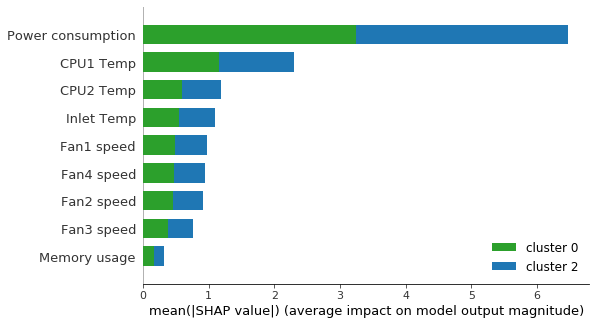 Power consumption
CPU1 Temp
CPU2 Temp
Inlet Temp
Fan1 speed
Fan4 speed
Fan2 speed
Fan3 speed
Memory usage
cluster 0
cluster 2
0 1 2 3 4 5 6
mean(|SHAP value|) (average impact on model output magnitude)